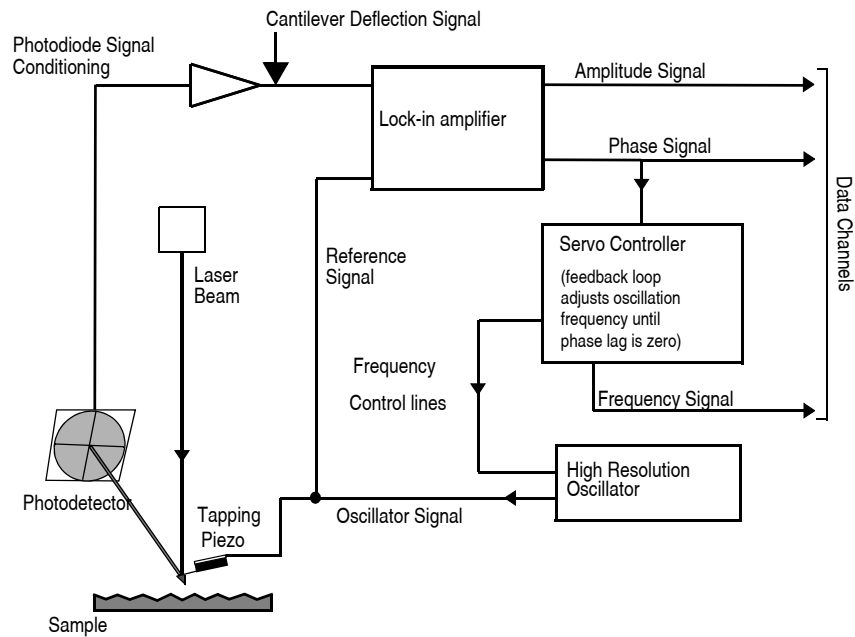 Cantilever Deflection Signal
Photodiode Signal
Conditioning
Amplitude Signal
Lock-in amplifier
Phase Signal
Data Channels
Servo Controller
(feedback loop
adjusts oscillation
frequency until
phase lag is zero)
Reference
Signal
Laser
Beam
Frequency
Control lines
Frequency Signal
High Resolution
Oscillator
Photodetector
Tapping
Piezo
Oscillator Signal
Sample